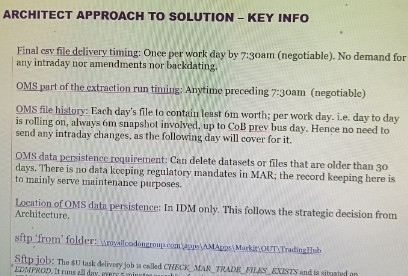 ARCHITECT APPROACH TO SOLUTION – KEY INFO
Final csv file delivery timing: Once per work day by 7:30am (negotiable). No demand for
any intraday nor amendments nor backdating.
OMS part of the extraction run timing: Anytime preceding 7:30am (negotiable)
OMS file history: Each day's file to contain least 6m worth; per work day. i.e. day to day
is rolling on, always 6m snapshot involved, up to CoB prev bus day. Hence no need to
send any intraday changes, as the following day will cover for it.
OMS data persistence requirement: Can delete datasets or files that are older than 30
days. There is no data keeping regulatory mandates in MAR; the record keeping here is
to mainly serve maintenance purposes.
Location of OMS data persistence: In IDM only. This follows the strategic decision from
Architecture.
sftp 'from' folder: \\royallondongroup.com\apps\AMApps\Markit\OUT\TradingHub
Sftp job: The 8U task delivery job is called CHECK_MAR_TRADE_FILES_EXISTS and is situated on
EDMPROD. It runs all day, every minutes